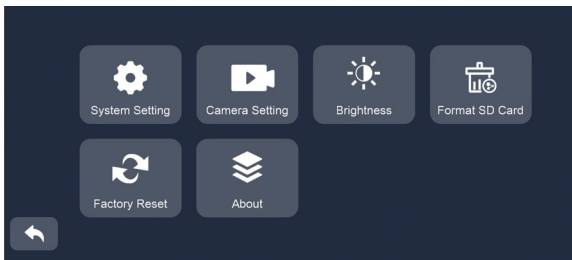 System Setting
Camera Setting
Brightness
Format SD Card
Factory Reset
About